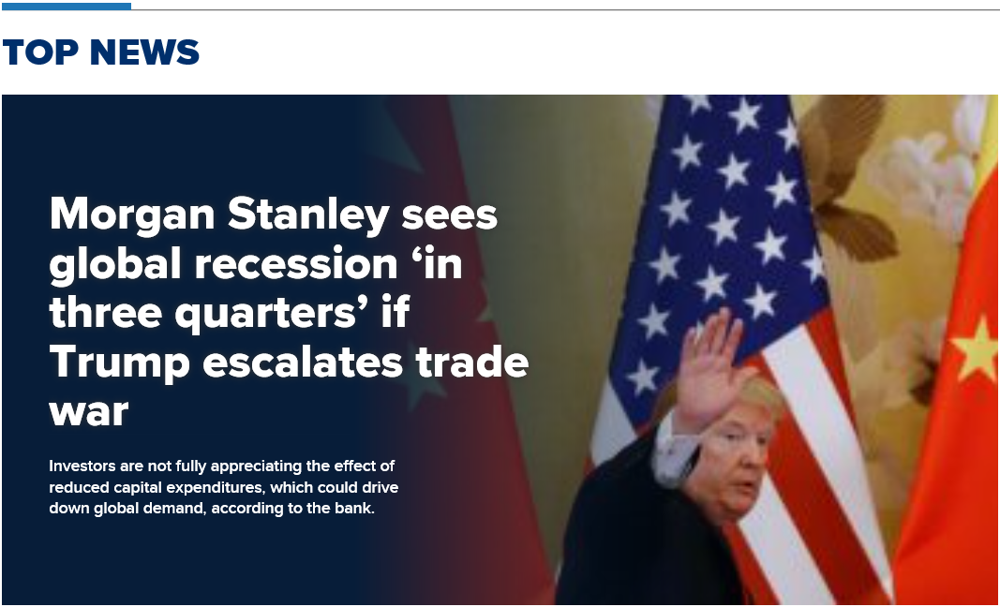 TOP NEWS
Morgan Stanley sees
global recession ‘in
three quarters’ if
Trump escalates trade
war
Investors are not fully appreciating the effect of
reduced capital expenditures, which could drive
down global demand, according to the bank.